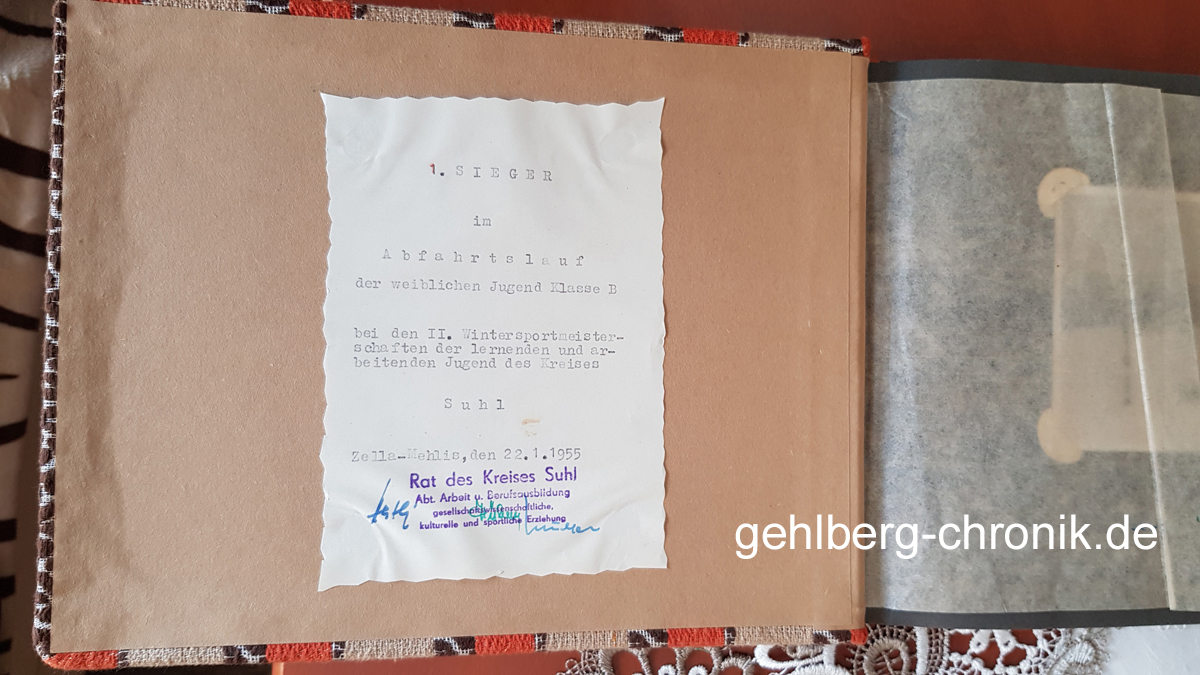 1. SIEGER
im
Abfahrtslauf
der weiblichen Jugend Klasse B
bei den II. Wintersportmeister-
schaften der lernenden und ar-
beitenden Jugend des Kreises
Suhl
Zella-Mehlis, den 22.1.1955
Rat des Kreises Suhl
Abt. Arbeit u. Berufsausbildung
gesellschaftswissenschaftliche,
kulturelle und sportliche Erziehung
gehlberg-chronik.de